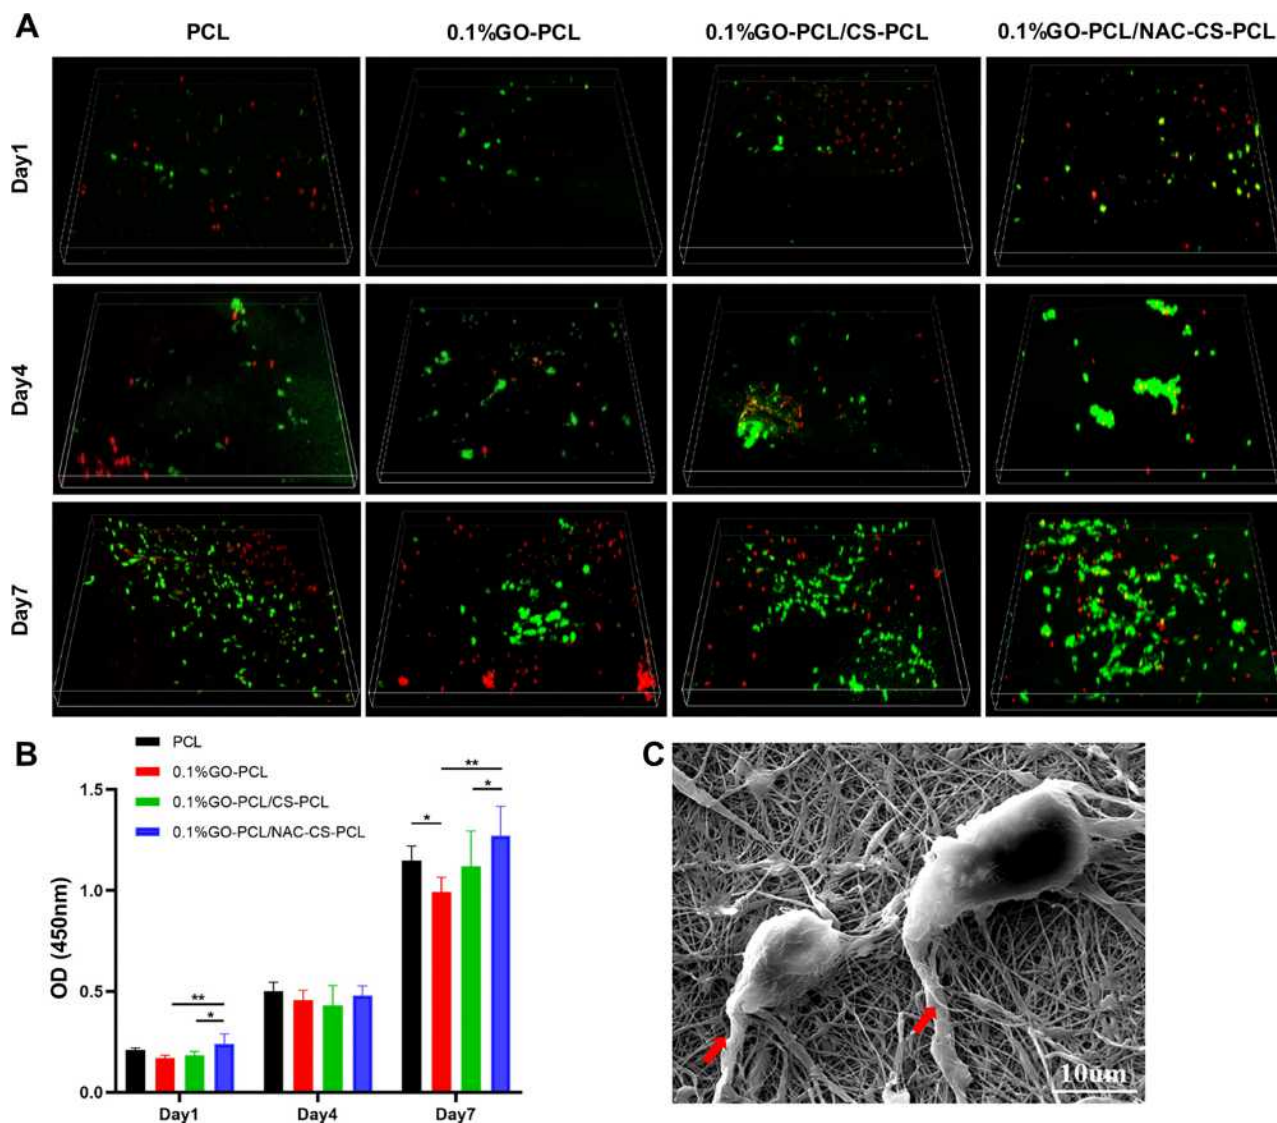 A
PCL
0.1%GO-PCL
0.1%GO-PCL/CS-PCL
0.1%GO-PCL/NAC-CS-PCL
Day1
Day4
Day7
B
PCL
0.1%GO-PCL
0.1%GO-PCL/CS-PCL
0.1%GO-PCL/NAC-CS-PCL
OD (450nm)
1.5
1.0
0.5
0.0
**
*
**
*
*
Day1
Day4
Day7
C
10um